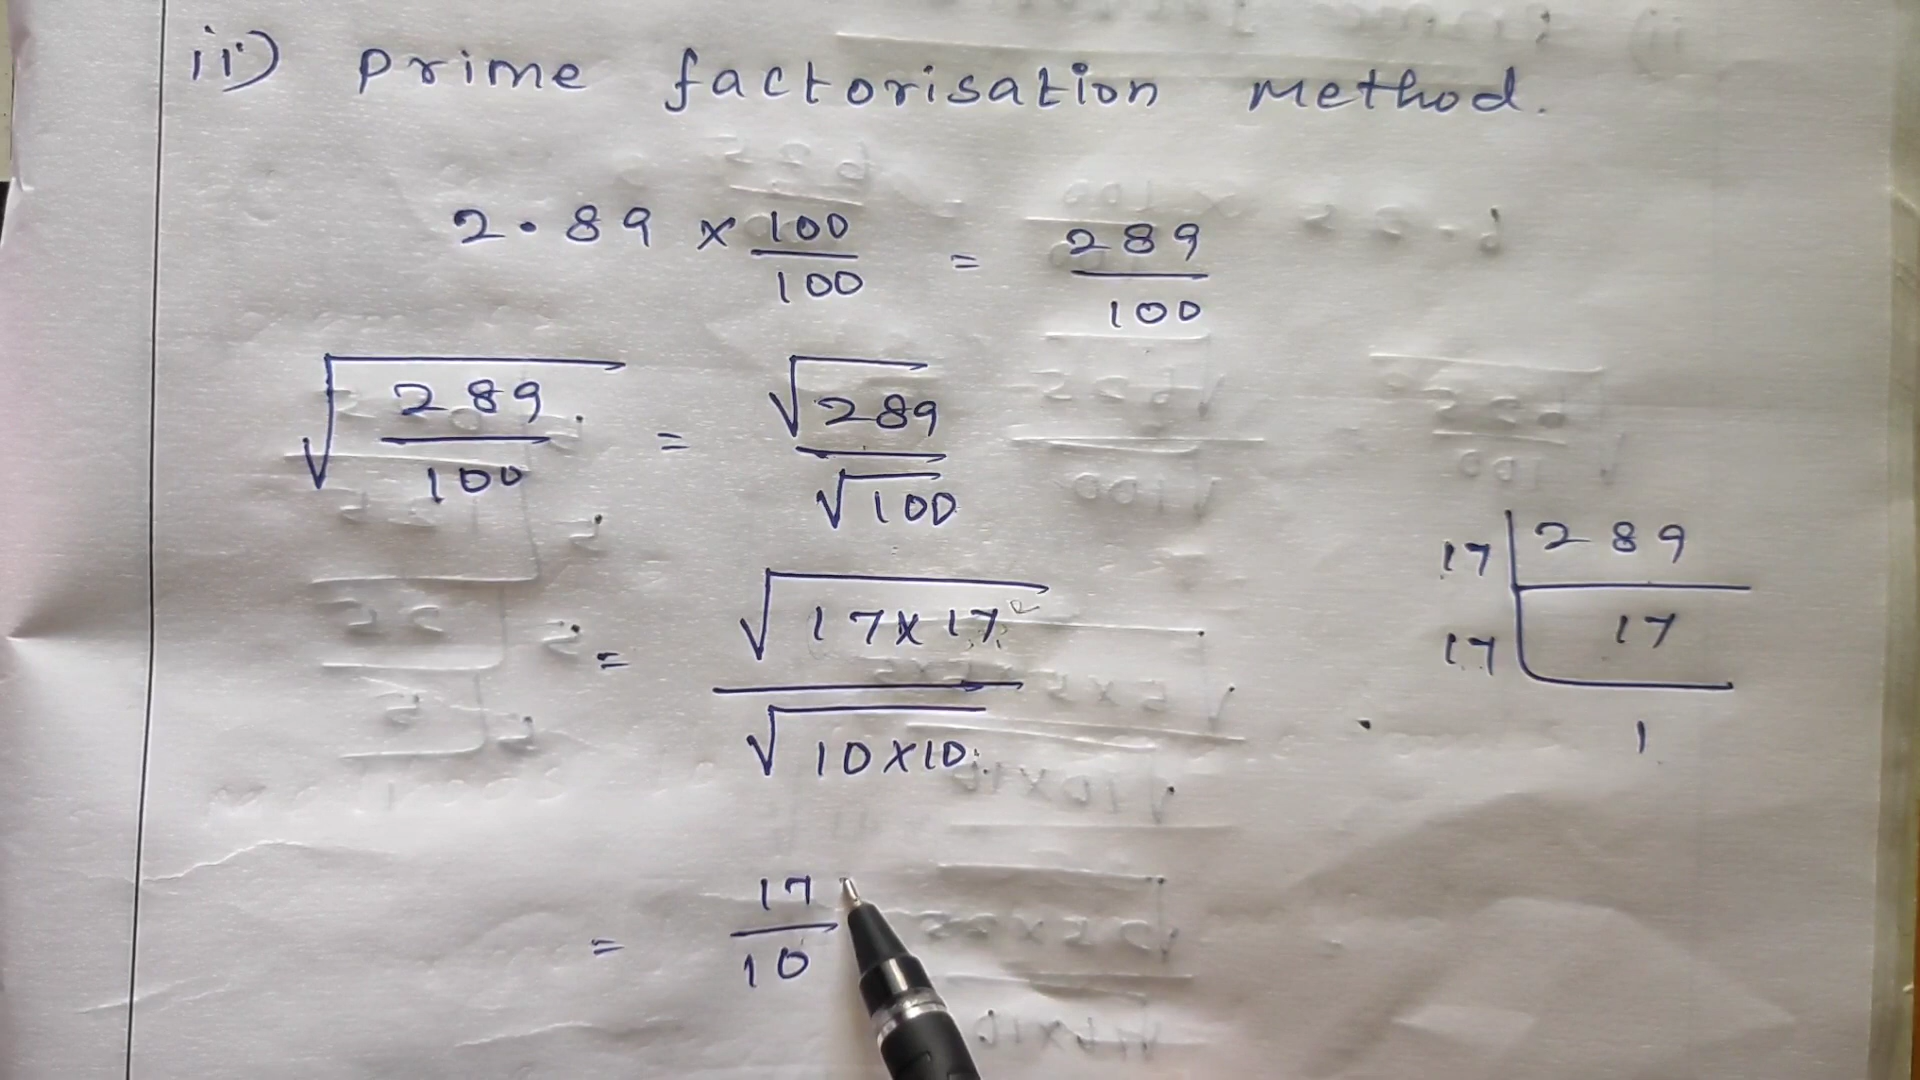 ii) Prime factorisation Method.
2.89 × 100/100 = 289/100
√(289/100) = √289/√100
= √(17×17)/√(10×10)
17 | 289
17 | 17
1
= 17/10